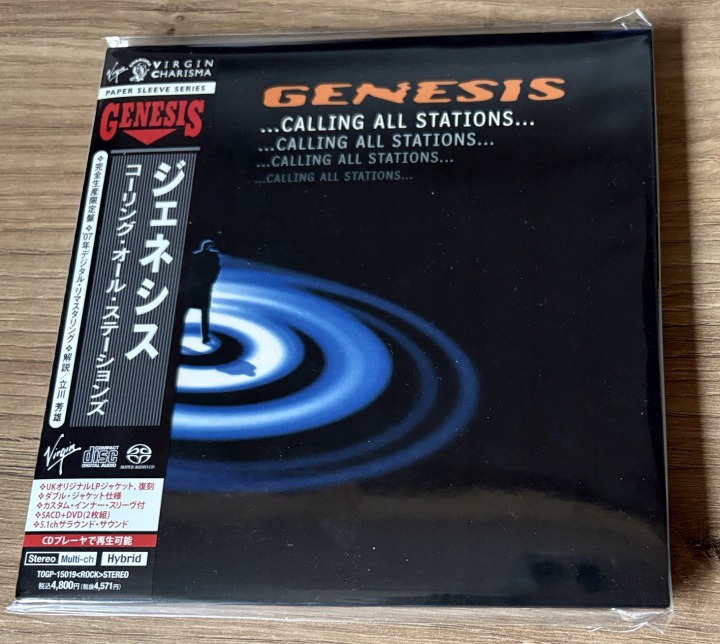 Virgin
VIRGIN
CHARISMA
PAPER SLEEVE SERIES
GENESIS
ジェネシス
コーリング・オール・ステーションズ
❖完全生産限定盤❖'07年デジタル・リマスタリング❖解説/立川 芳雄
Virgin
COMPACT
disc
DIGITAL AUDIO
SUPER AUDIO CD
❖UKオリジナルLPジャケット、復刻
❖ダブル・ジャケット仕様
❖カスタム・インナー・スリーヴ付
❖SACD+DVD(2枚組)
❖5.1chサラウンド・サウンド
CDプレーヤで再生可能
Stereo Multi-ch Hybrid
TOGP-15019<ROCK>STEREO
税込4,800円(税抜4,571円)
GENESIS
...CALLING ALL STATIONS...
...CALLING ALL STATIONS...
...CALLING ALL STATIONS...
...CALLING ALL STATIONS...